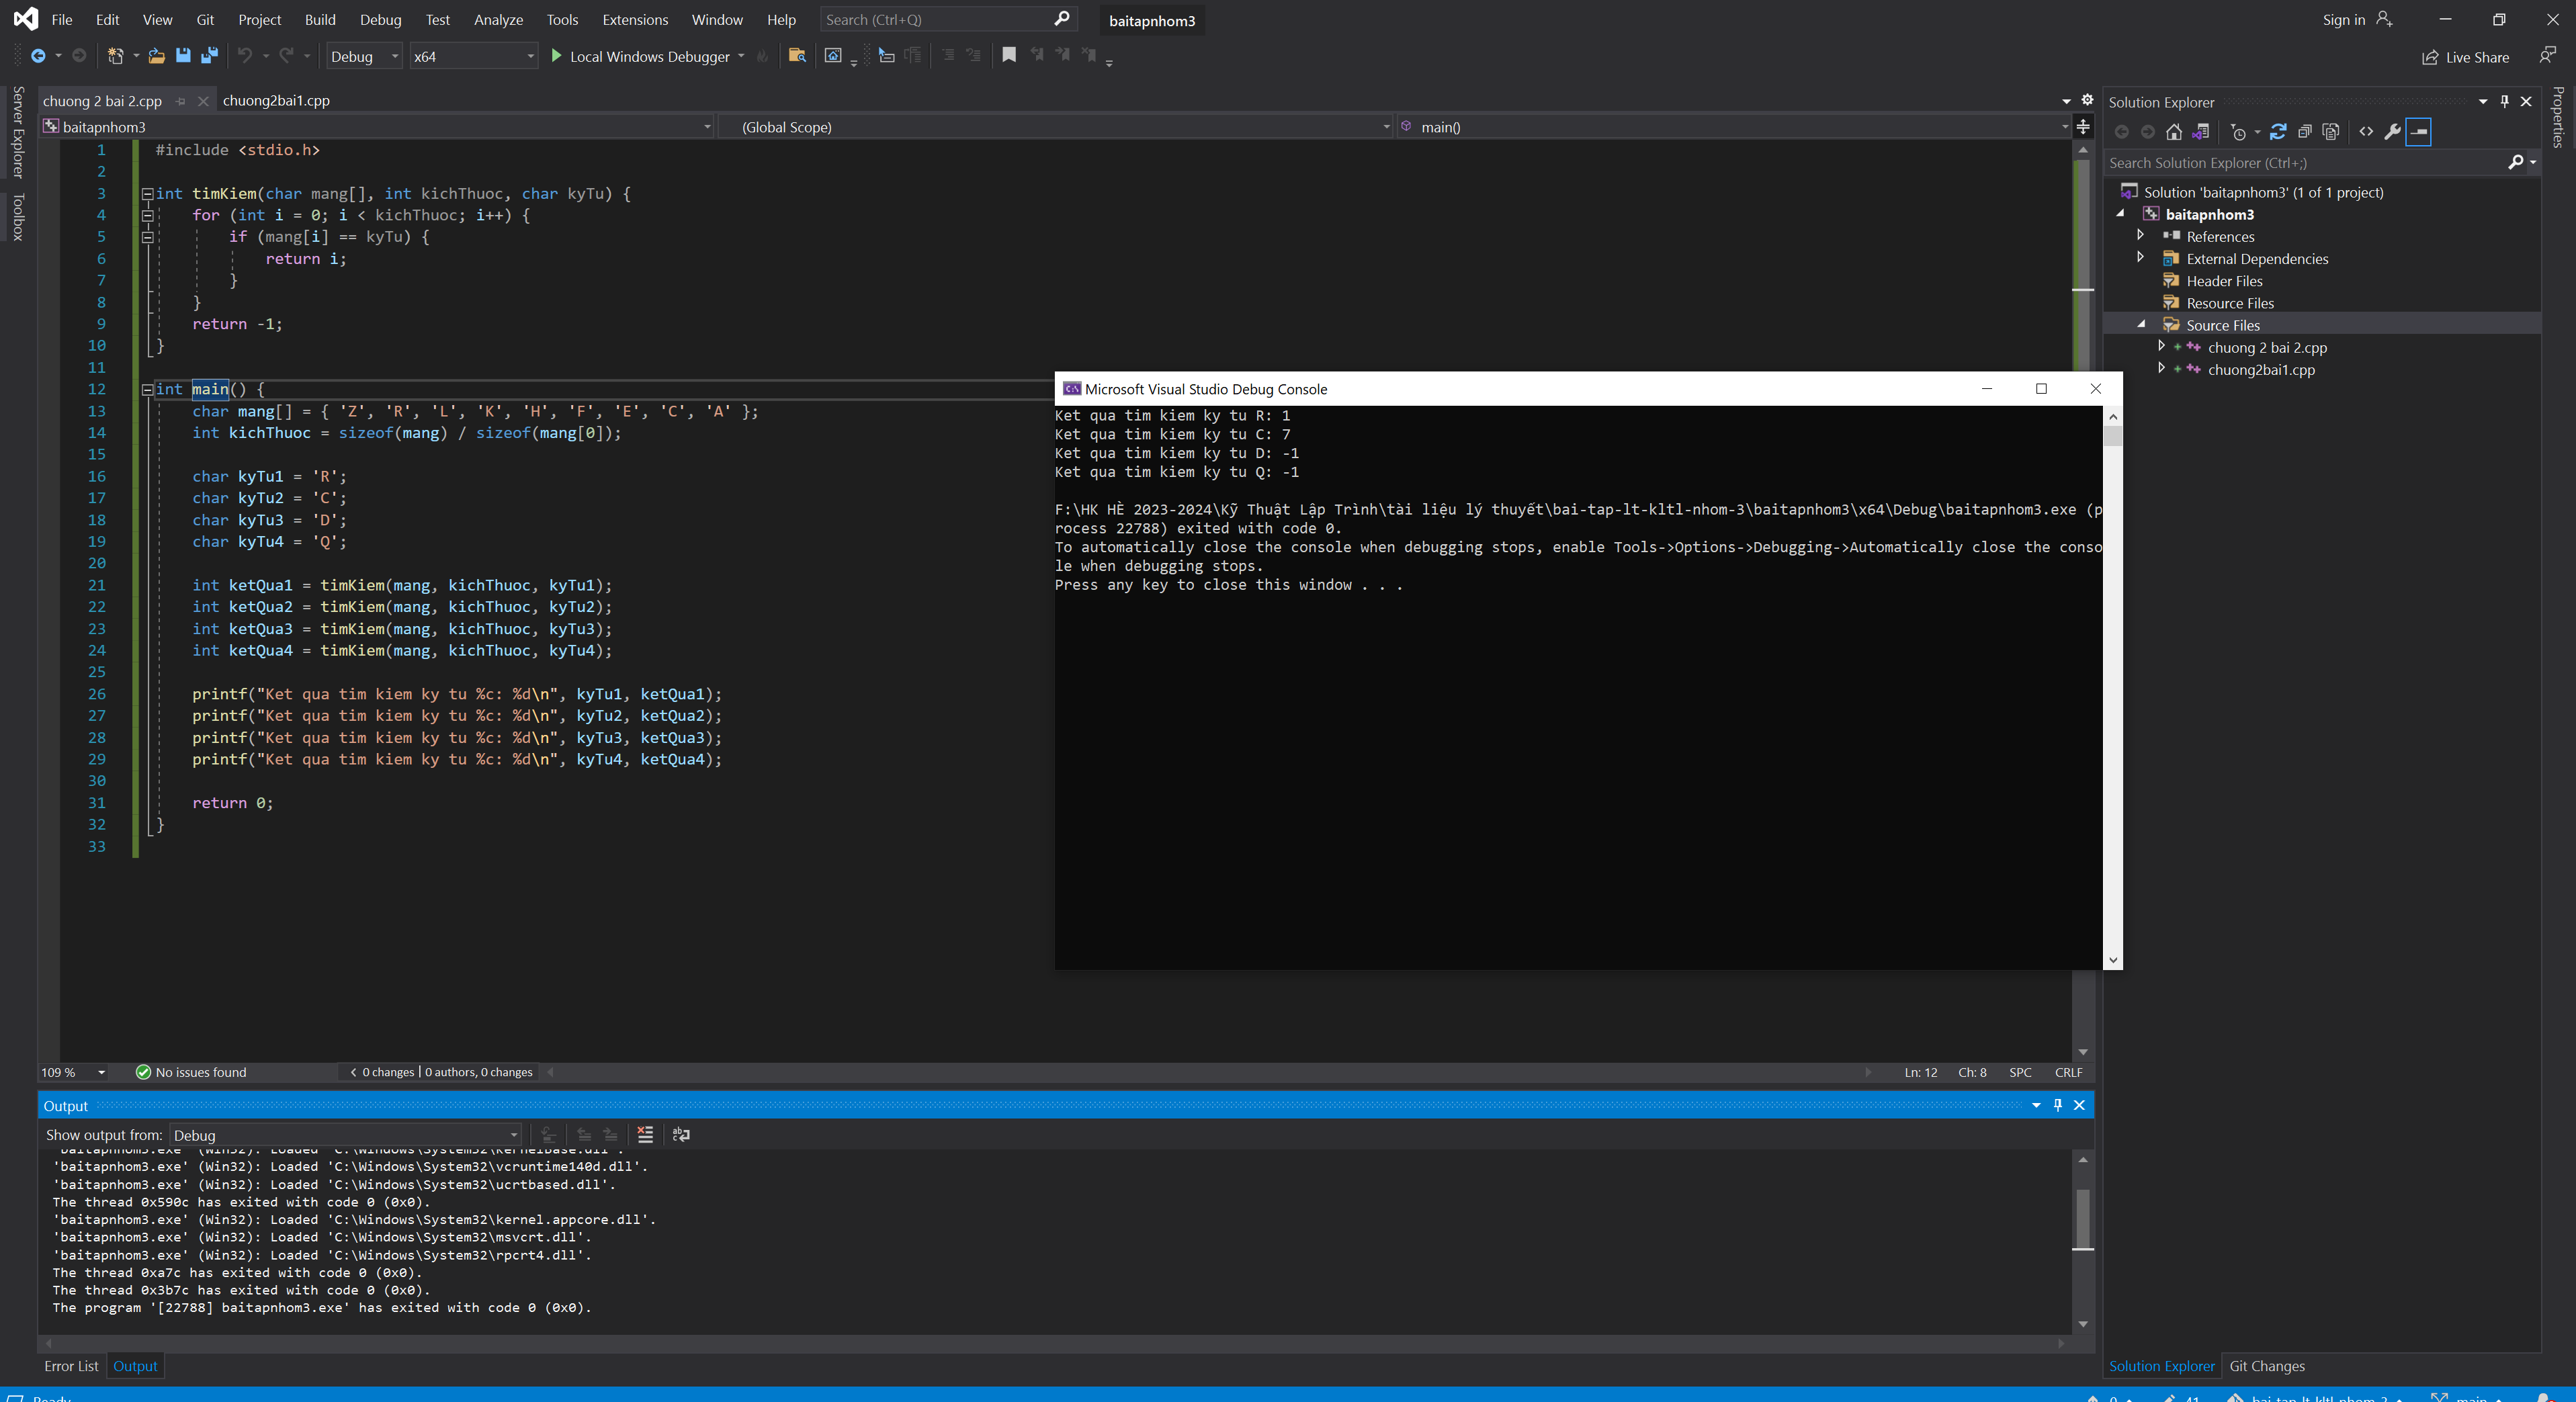 File Edit View Git Project Build Debug Test Analyze Tools Extensions Window Help Search (Ctrl+Q) baitapnhom3 Sign in
Debug x64 Local Windows Debugger Live Share
Server Explorer
Toolbox
chuong 2 bai 2.cpp chuong2bai1.cpp
baitapnhom3 (Global Scope) main()
1 #include <stdio.h>
2
3 int timKiem(char mang[], int kichThuoc, char kyTu) {
4 for (int i = 0; i < kichThuoc; i++) {
5 if (mang[i] == kyTu) {
6 return i;
7 }
8 }
9 return -1;
10 }
11
12 int main() {
13 char mang[] = { 'Z', 'R', 'L', 'K', 'H', 'F', 'E', 'C', 'A' };
14 int kichThuoc = sizeof(mang) / sizeof(mang[0]);
15
16 char kyTu1 = 'R';
17 char kyTu2 = 'C';
18 char kyTu3 = 'D';
19 char kyTu4 = 'Q';
20
21 int ketQua1 = timKiem(mang, kichThuoc, kyTu1);
22 int ketQua2 = timKiem(mang, kichThuoc, kyTu2);
23 int ketQua3 = timKiem(mang, kichThuoc, kyTu3);
24 int ketQua4 = timKiem(mang, kichThuoc, kyTu4);
25
26 printf("Ket qua tim kiem ky tu %c: %d\n", kyTu1, ketQua1);
27 printf("Ket qua tim kiem ky tu %c: %d\n", kyTu2, ketQua2);
28 printf("Ket qua tim kiem ky tu %c: %d\n", kyTu3, ketQua3);
29 printf("Ket qua tim kiem ky tu %c: %d\n", kyTu4, ketQua4);
30
31 return 0;
32 }
33
Microsoft Visual Studio Debug Console
Ket qua tim kiem ky tu R: 1
Ket qua tim kiem ky tu C: 7
Ket qua tim kiem ky tu D: -1
Ket qua tim kiem ky tu Q: -1
F:\HK HÈ 2023-2024\Kỹ Thuật Lập Trình\tài liệu lý thuyết\bai-tap-lt-kltl-nhom-3\baitapnhom3\x64\Debug\baitapnhom3.exe (p
rocess 22788) exited with code 0.
To automatically close the console when debugging stops, enable Tools->Options->Debugging->Automatically close the conso
le when debugging stops.
Press any key to close this window . . .
109 % No issues found 0 changes | 0 authors, 0 changes Ln: 12 Ch: 8 SPC CRLF
Output
Show output from: Debug
'baitapnhom3.exe' (Win32): Loaded 'C:\Windows\System32\KernelBase.dll'.
'baitapnhom3.exe' (Win32): Loaded 'C:\Windows\System32\vcruntime140d.dll'.
'baitapnhom3.exe' (Win32): Loaded 'C:\Windows\System32\ucrtbased.dll'.
The thread 0x590c has exited with code 0 (0x0).
'baitapnhom3.exe' (Win32): Loaded 'C:\Windows\System32\kernel.appcore.dll'.
'baitapnhom3.exe' (Win32): Loaded 'C:\Windows\System32\msvcrt.dll'.
'baitapnhom3.exe' (Win32): Loaded 'C:\Windows\System32\rpcrt4.dll'.
The thread 0xa7c has exited with code 0 (0x0).
The thread 0x3b7c has exited with code 0 (0x0).
The program '[22788] baitapnhom3.exe' has exited with code 0 (0x0).
Error List Output
Solution Explorer
Search Solution Explorer (Ctrl+;)
Solution 'baitapnhom3' (1 of 1 project)
baitapnhom3
References
External Dependencies
Header Files
Resource Files
Source Files
chuong 2 bai 2.cpp
chuong2bai1.cpp
Solution Explorer Git Changes
Properties
Ready 0 41 bai-tap-lt-kltl-nhom-3 main